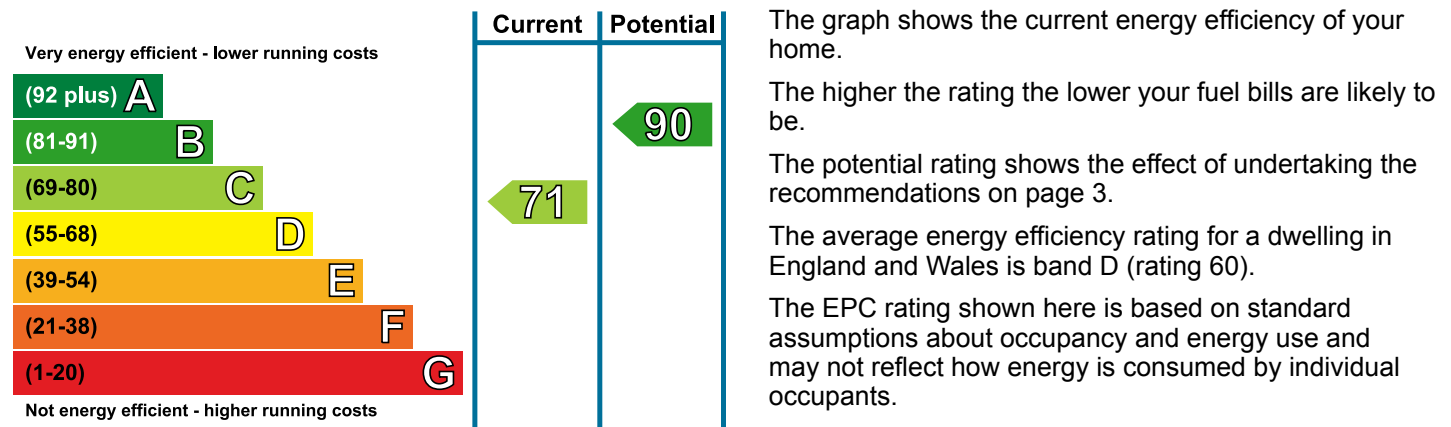 Current Potential
Very energy efficient - lower running costs
(92 plus) A
(81-91) B
(69-80) C
(55-68) D
(39-54) E
(21-38) F
(1-20) G
Not energy efficient - higher running costs
71
90
The graph shows the current energy efficiency of your
home.
The higher the rating the lower your fuel bills are likely to
be.
The potential rating shows the effect of undertaking the
recommendations on page 3.
The average energy efficiency rating for a dwelling in
England and Wales is band D (rating 60).
The EPC rating shown here is based on standard
assumptions about occupancy and energy use and
may not reflect how energy is consumed by individual
occupants.